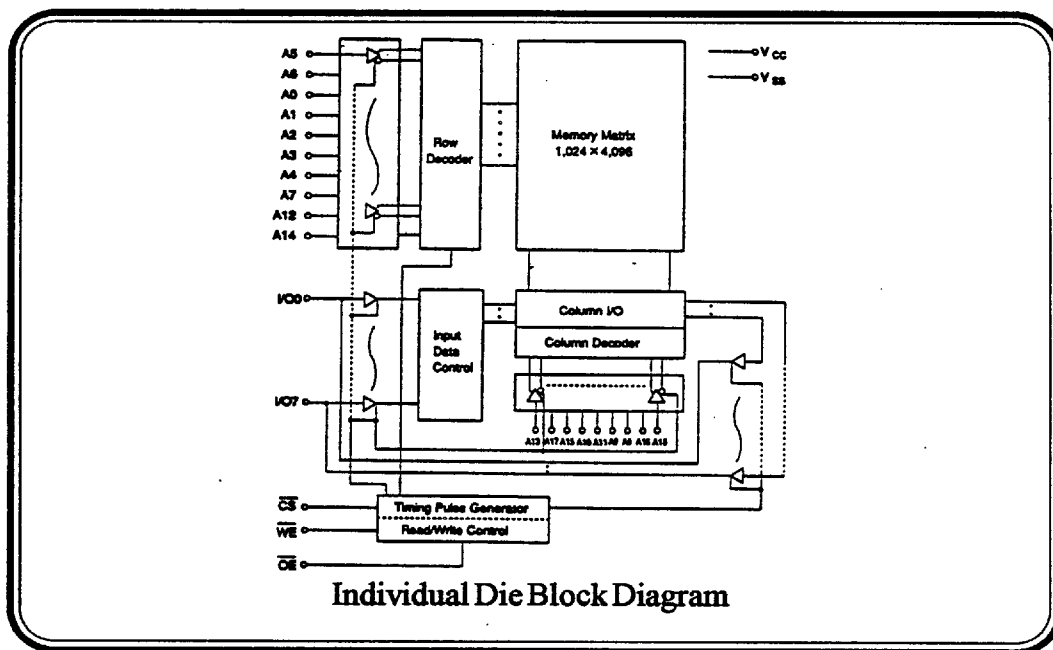 A5
A6
A0
A1
A2
A3
A4
A7
A12
A14
Row
Decoder
Memory Matrix
1,024 × 4,096
V CC
V SS
I/O0
I/O7
Input
Data
Control
Column I/O
Column Decoder
A13 A17 A15 A10 A11 A9 A8 A16 A18
CS
WE
OE
Timing Pulse Generator
Read/Write Control
Individual Die Block Diagram